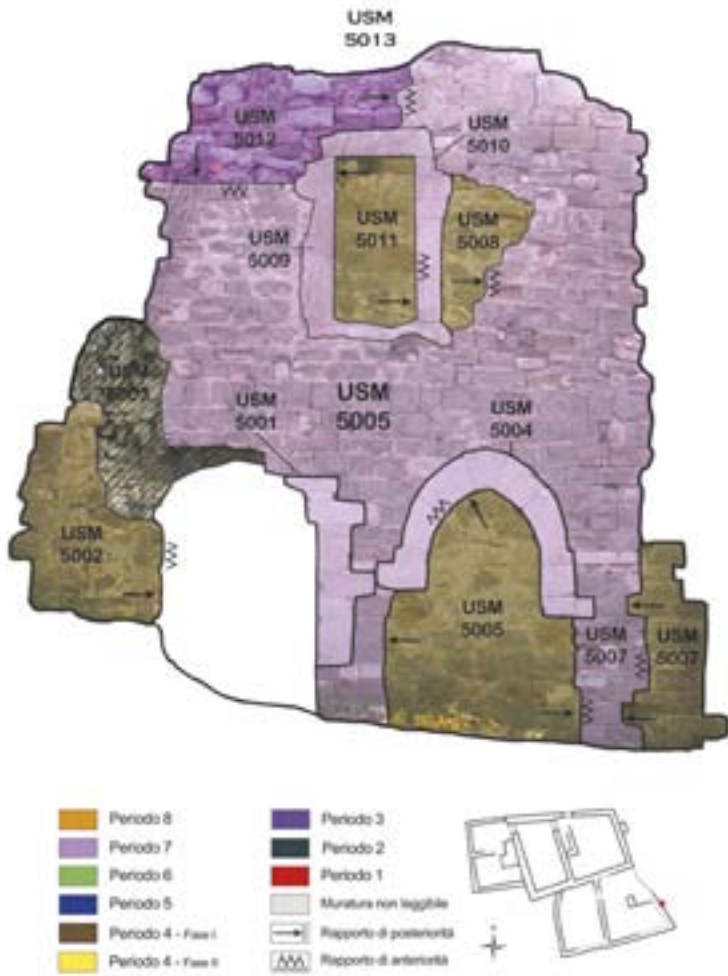 USM
5013
USM
5012
USM
5010
USM
5011
USM
5008
USM
5009
USM
USM
5001
USM
5005
USM
5004
USM
5002
USM
5005
USM
5007
USM
5007
Periodo 8
Periodo 7
Periodo 6
Periodo 5
Periodo 4 - Fase I
Periodo 4 - Fase II
Periodo 3
Periodo 2
Periodo 1
Muratura non leggibile
Rapporto di posteriorità
Rapporto di anteriorità